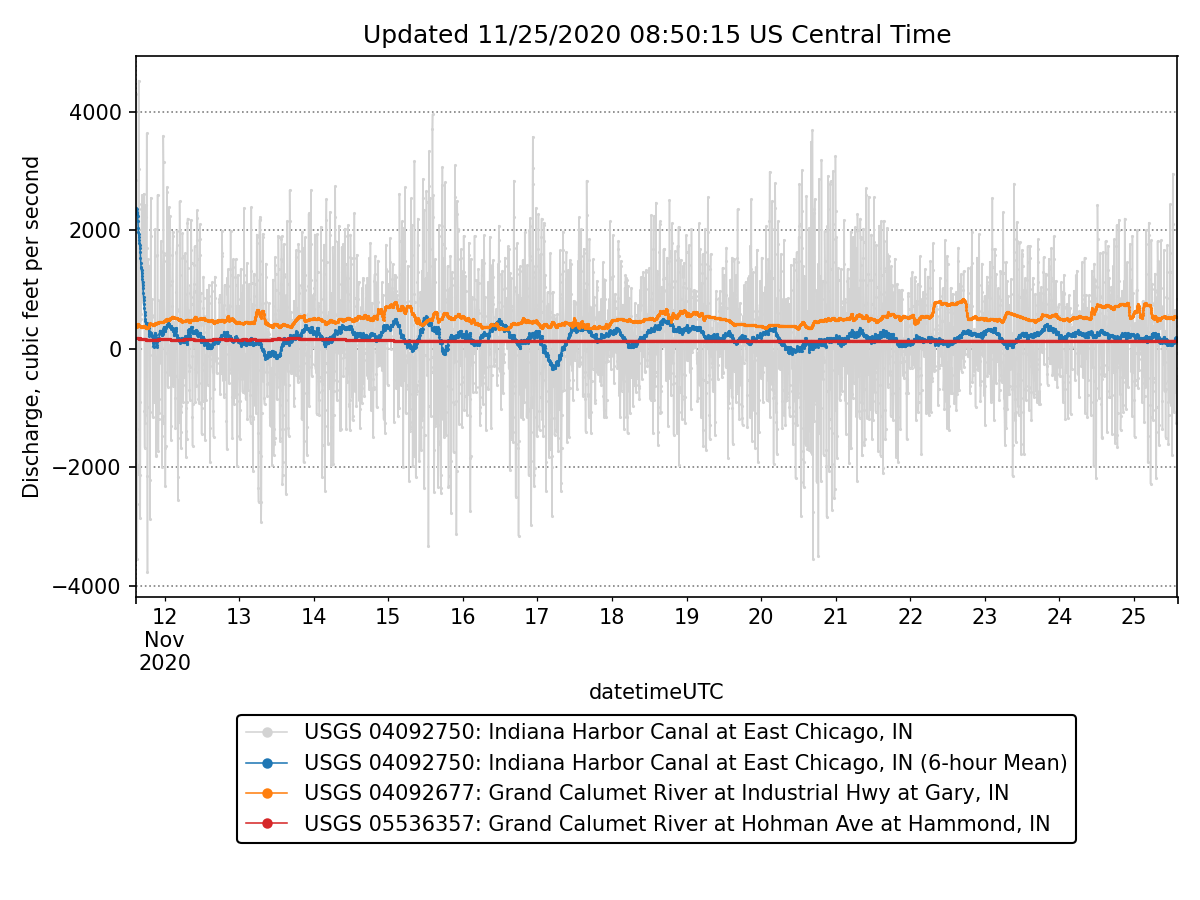 Updated 11/25/2020 08:50:15 US Central Time
Discharge, cubic feet per second
4000
2000
0
−2000
−4000
12 13 14 15 16 17 18 19 20 21 22 23 24 25
Nov
2020
datetimeUTC
USGS 04092750: Indiana Harbor Canal at East Chicago, IN
USGS 04092750: Indiana Harbor Canal at East Chicago, IN (6-hour Mean)
USGS 04092677: Grand Calumet River at Industrial Hwy at Gary, IN
USGS 05536357: Grand Calumet River at Hohman Ave at Hammond, IN